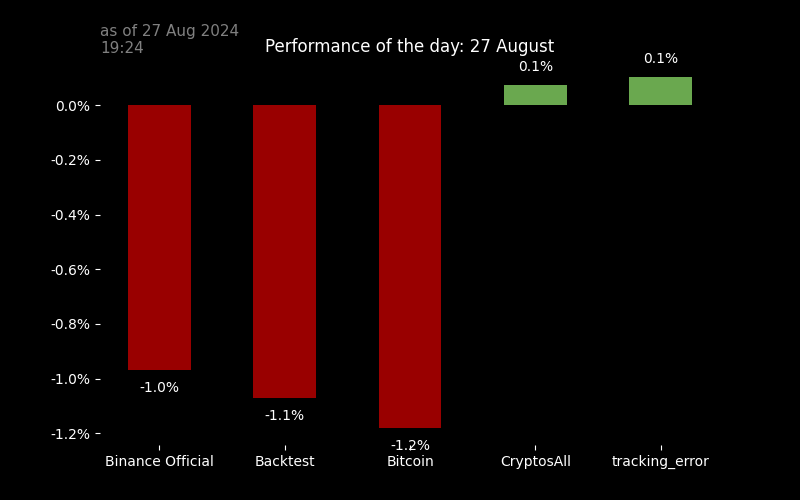 as of 27 Aug 2024
19:24
Performance of the day: 27 August
0.1%
0.1%
0.0%
-0.2%
-0.4%
-0.6%
-0.8%
-1.0%
-1.2%
-1.0%
-1.1%
-1.2%
Binance Official
Backtest
Bitcoin
CryptosAll
tracking_error